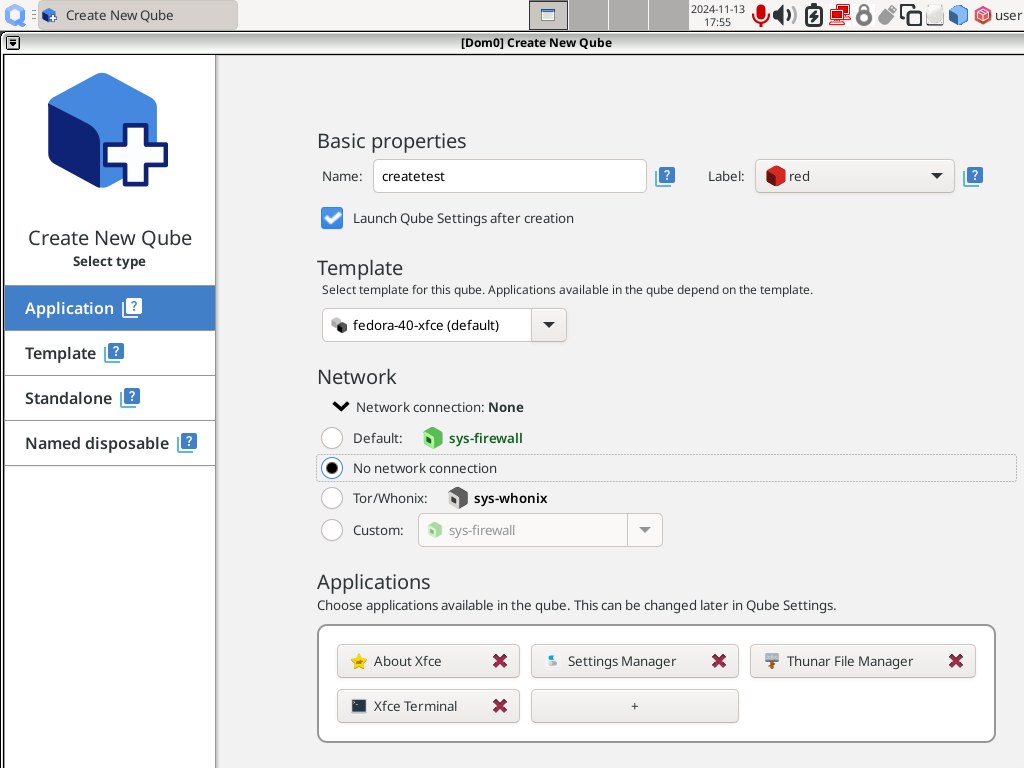 Create New Qube
2024-11-13
17:55
user
[Dom0] Create New Qube
Create New Qube
Select type
Application ?
Template ?
Standalone ?
Named disposable ?
Basic properties
Name: createtest ? Label: red ?
Launch Qube Settings after creation
Template
Select template for this qube. Applications available in the qube depend on the template.
fedora-40-xfce (default)
Network
Network connection: None
Default: sys-firewall
No network connection
Tor/Whonix: sys-whonix
Custom: sys-firewall
Applications
Choose applications available in the qube. This can be changed later in Qube Settings.
About Xfce Settings Manager Thunar File Manager
Xfce Terminal +